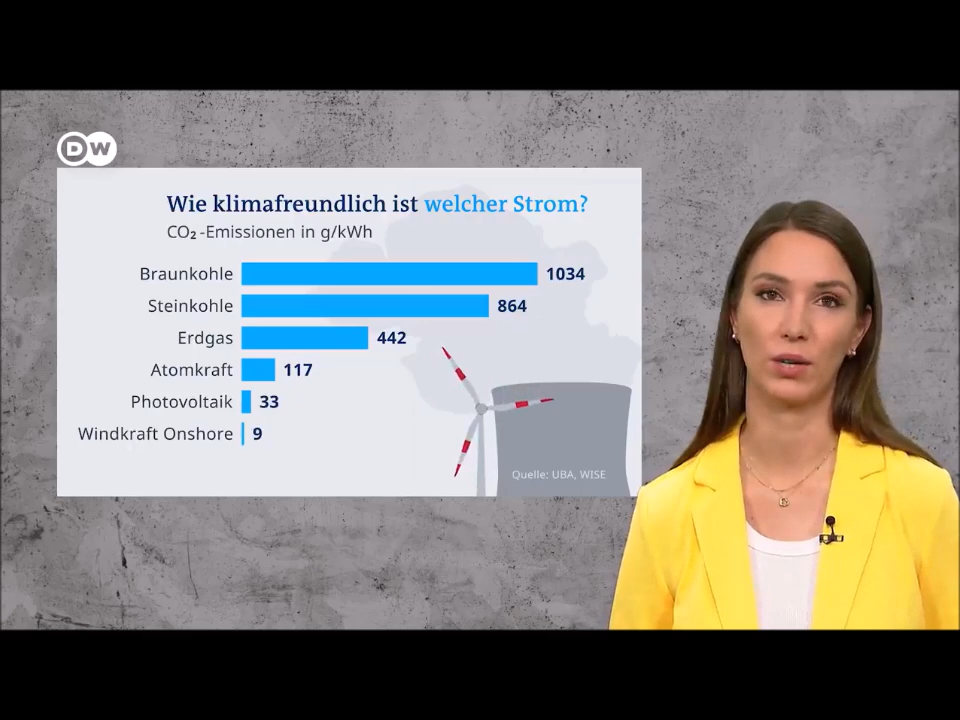 DW
Wie klimafreundlich ist welcher Strom?
CO₂-Emissionen in g/kWh
Braunkohle 1034
Steinkohle 864
Erdgas 442
Atomkraft 117
Photovoltaik 33
Windkraft Onshore 9
Quelle: UBA, WISE